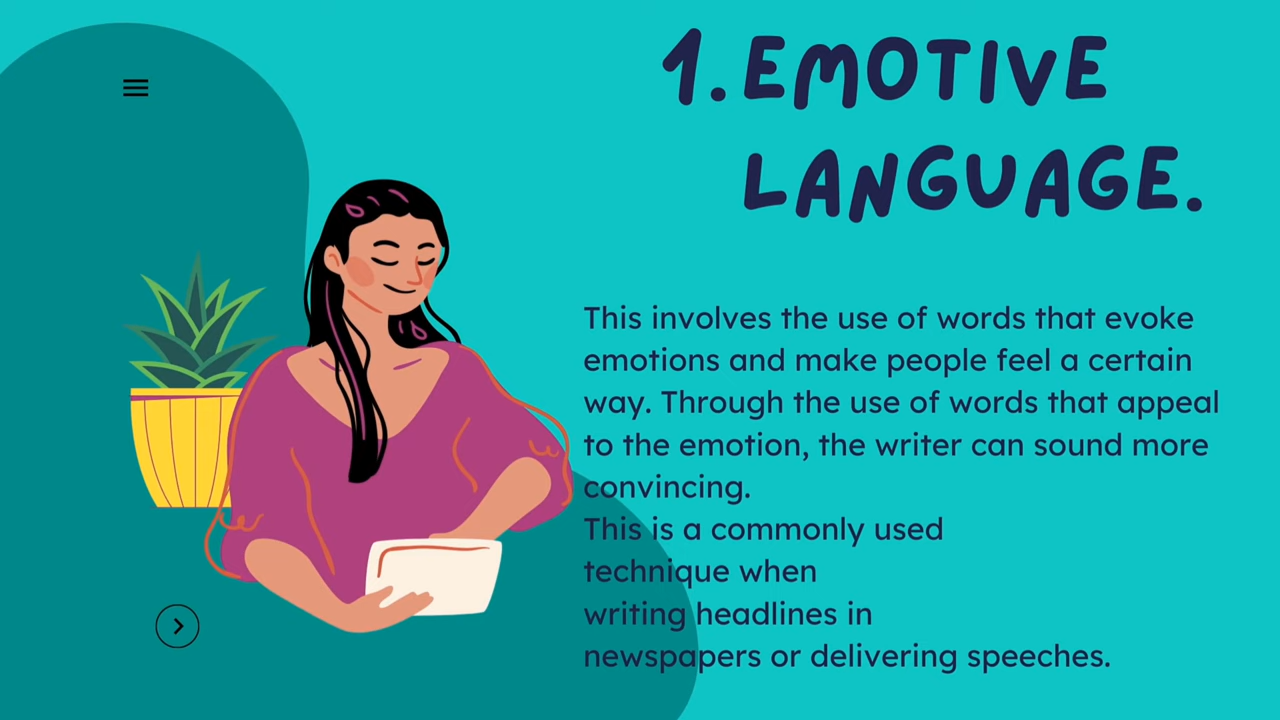 1. EMOTIVE
LANGUAGE.
This involves the use of words that evoke
emotions and make people feel a certain
way. Through the use of words that appeal
to the emotion, the writer can sound more
convincing.
This is a commonly used
technique when
writing headlines in
newspapers or delivering speeches.